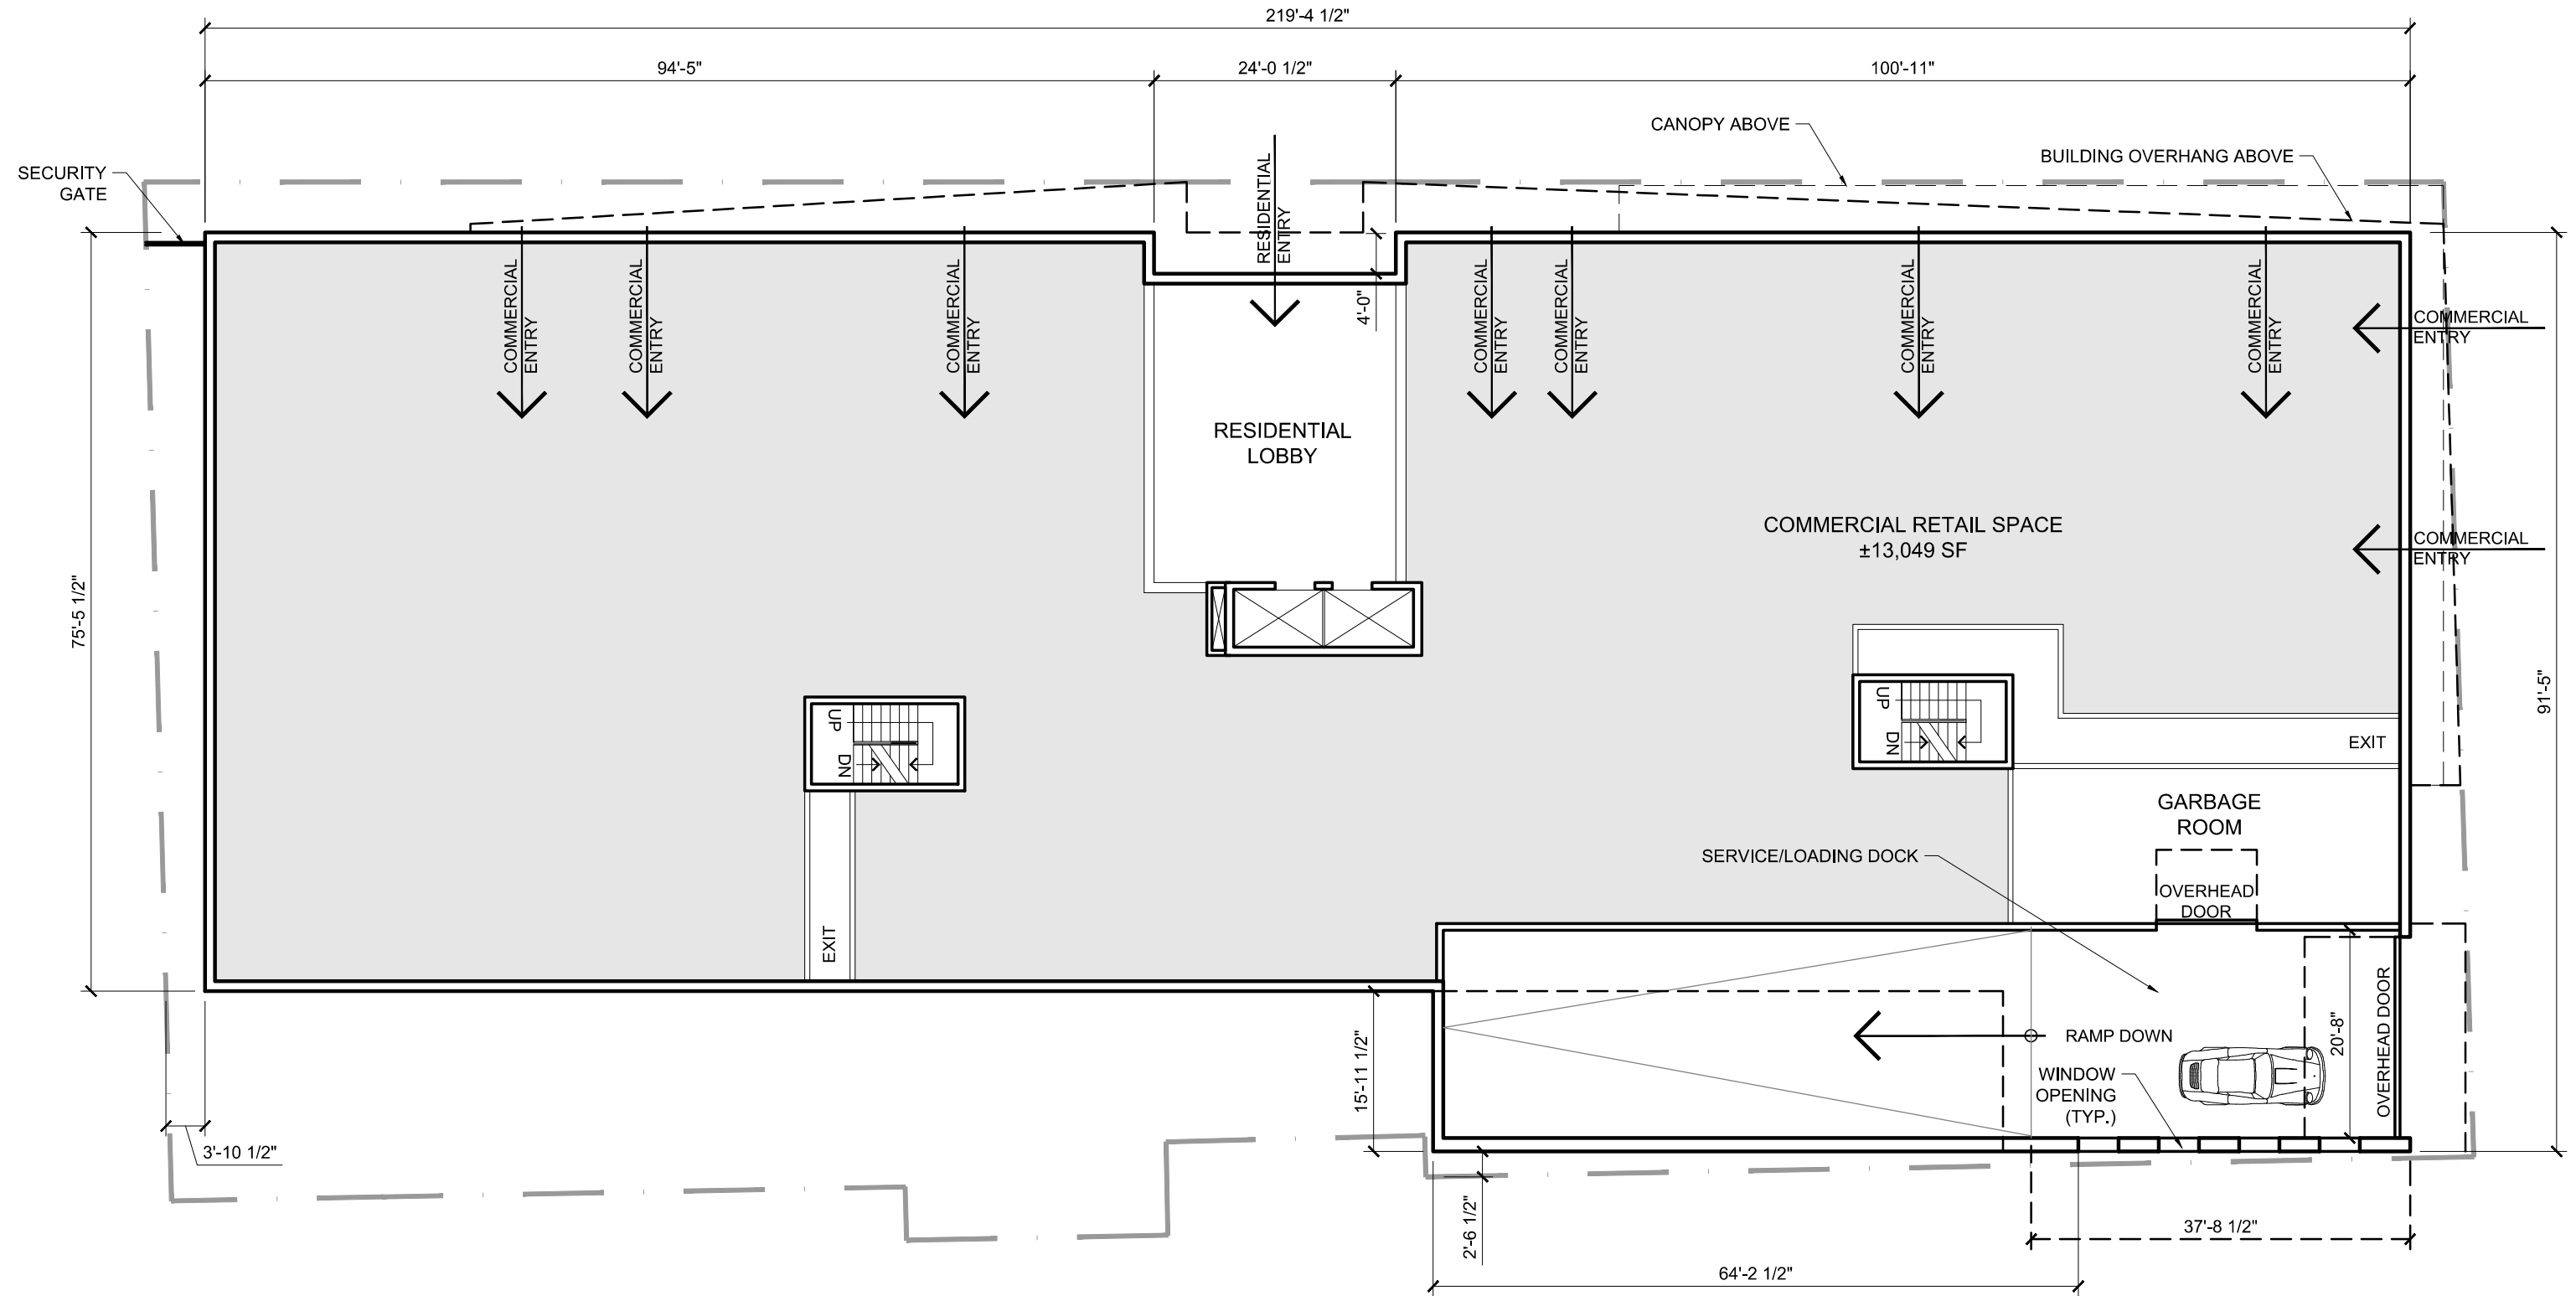 219'-4 1/2"
94'-5"
24'-0 1/2"
100'-11"
CANOPY ABOVE
BUILDING OVERHANG ABOVE
SECURITY
GATE
RESIDENTIAL
ENTRY
COMMERCIAL
ENTRY
COMMERCIAL
ENTRY
COMMERCIAL
ENTRY
4'-0"
COMMERCIAL
ENTRY
COMMERCIAL
ENTRY
COMMERCIAL
ENTRY
COMMERCIAL
ENTRY
COMMERCIAL
ENTRY
RESIDENTIAL
LOBBY
COMMERCIAL RETAIL SPACE
±13,049 SF
COMMERCIAL
ENTRY
75'-5 1/2"
91'-5"
UP
DN
UP
DN
EXIT
GARBAGE
ROOM
SERVICE/LOADING DOCK
OVERHEAD
DOOR
EXIT
OVERHEAD DOOR
20'-8"
RAMP DOWN
WINDOW
OPENING
(TYP.)
15'-11 1/2"
3'-10 1/2"
2'-6 1/2"
37'-8 1/2"
64'-2 1/2"